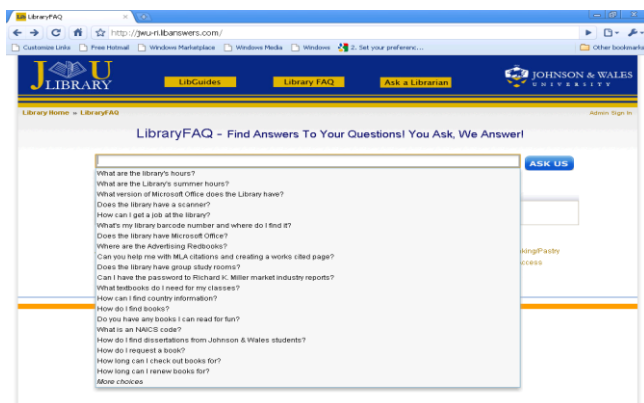 LibraryFAQ
http://jwu-ri.libanswers.com/
Customize Links Free Hotmail Windows Marketplace Windows Media Windows 2. Set your preferenc... Other bookmarks
JWU LIBRARY
LibGuides Library FAQ Ask a Librarian
JOHNSON & WALES
UNIVERSITY
Library Home » LibraryFAQ Admin Sign In
LibraryFAQ - Find Answers To Your Questions! You Ask, We Answer!
ASK US
What are the library's hours?
What are the Library's summer hours?
What version of Microsoft Office does the Library have?
Does the library have a scanner?
How can I get a job at the library?
What's my library barcode number and where do I find it?
Does the library have Microsoft Office?
Where are the Advertising Redbooks?
Can you help me with MLA citations and creating a works cited page?
Does the library have group study rooms?
Can I have the password to Richard K. Miller market industry reports?
What textbooks do I need for my classes?
How can I find country information?
How do I find books?
Do you have any books I can read for fun?
What is an NAICS code?
How do I find dissertations from Johnson & Wales students?
How do I request a book?
How long can I check out books for?
How long can I renew books for?
More choices
king/Pastry
ccess